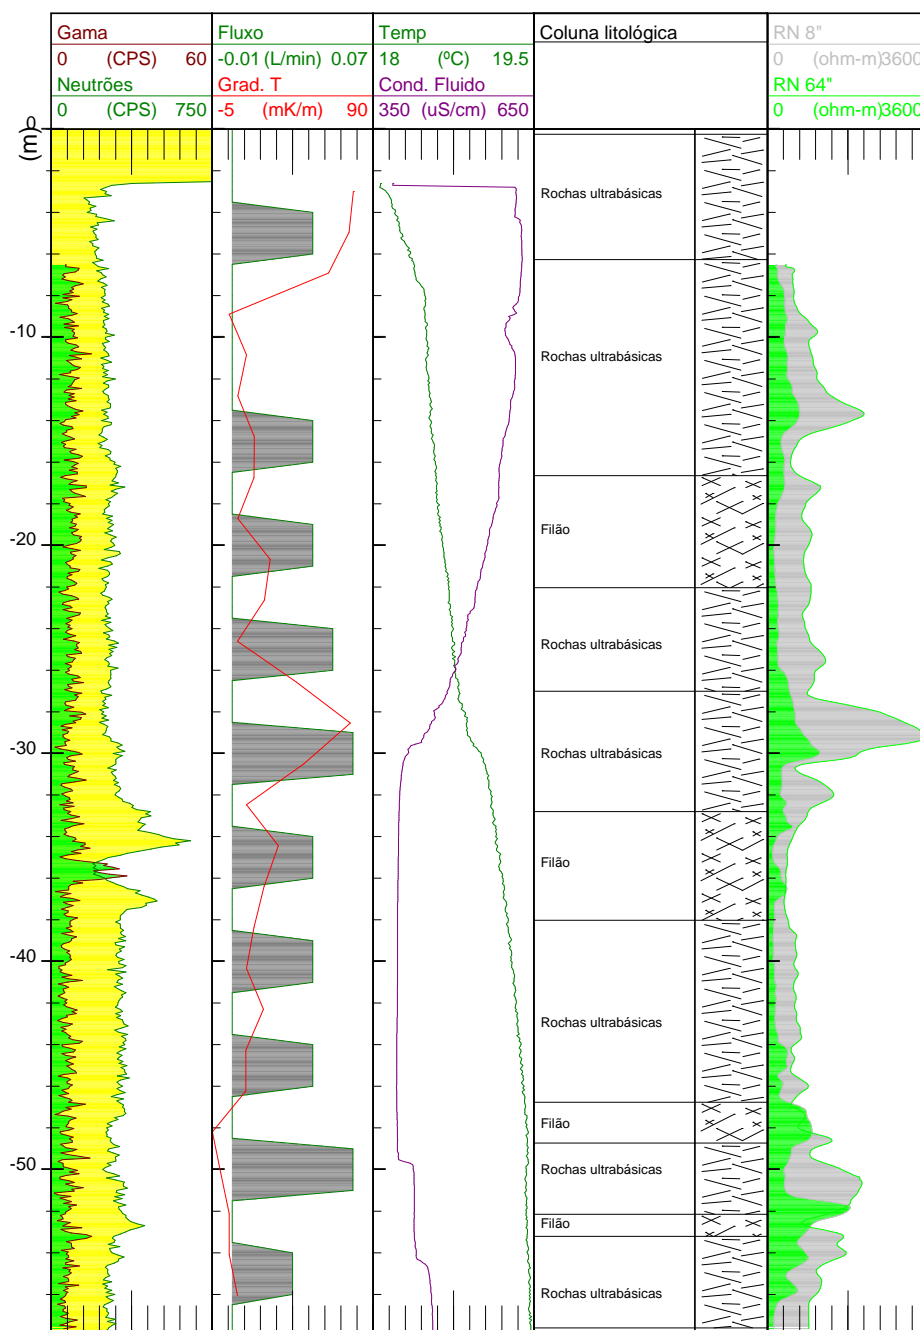 Gama Fluxo Temp Coluna litológica RN 8"
0 (CPS) 60 -0.01 (L/min) 0.07 18 (ºC) 19.5 0 (ohm-m) 3600
Neutrões Grad. T Cond. Fluido RN 64"
0 (CPS) 750 -5 (mK/m) 90 350 (uS/cm) 650 0 (ohm-m) 3600
0
(m)
Rochas ultrabásicas
-10
Rochas ultrabásicas
Filão
-20
Rochas ultrabásicas
-30
Rochas ultrabásicas
Filão
-40
Rochas ultrabásicas
Filão
-50
Rochas ultrabásicas
Filão
Rochas ultrabásicas